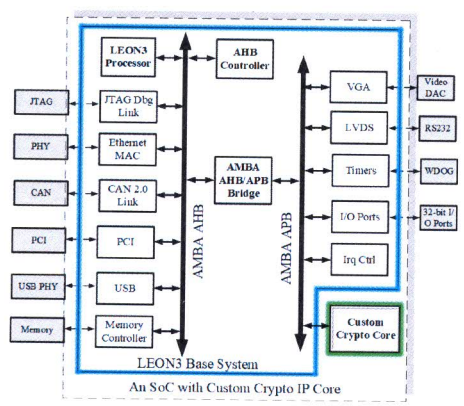 LEON3
Processor
AHB
Controller
JTAG
JTAG Dbg
Link
VGA
Video
DAC
PHY
Ethernet
MAC
LVDS
RS232
CAN
CAN 2.0
Link
AMBA
AHB/APB
Bridge
Timers
WDOG
I/O Ports
32-bit I/
O Ports
PCI
PCI
AMBA AHB
AMBA APB
Irq Ctrl
USB PHY
USB
Memory
Memory
Controller
Custom
Crypto Core
LEON3 Base System
An SoC with Custom Crypto IP Core